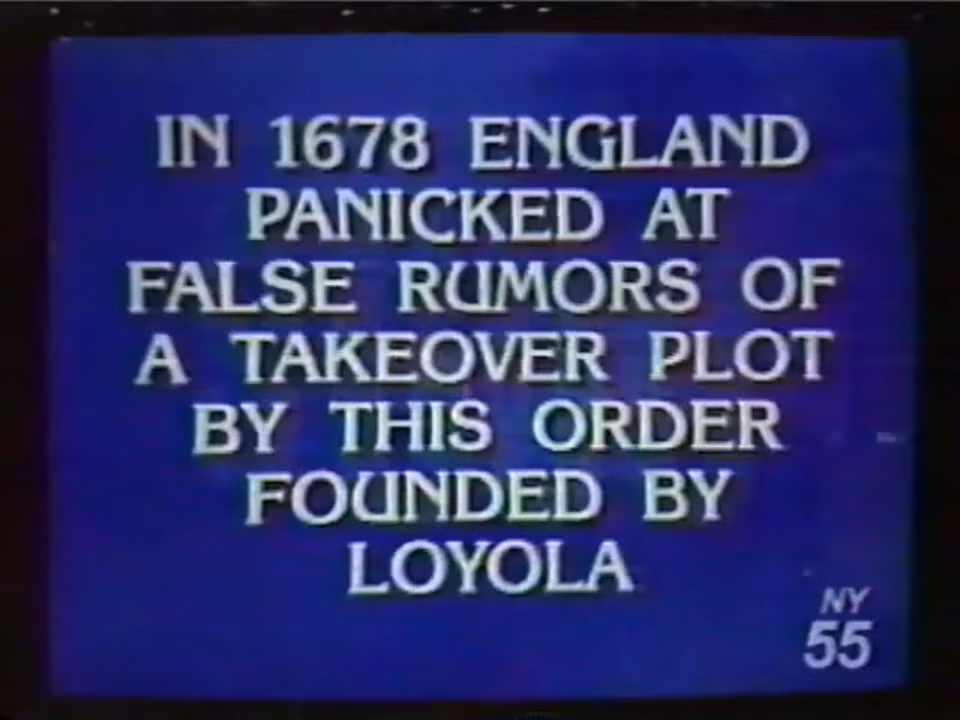 IN 1678 ENGLAND
PANICKED AT
FALSE RUMORS OF
A TAKEOVER PLOT
BY THIS ORDER
FOUNDED BY
LOYOLA
NY
55